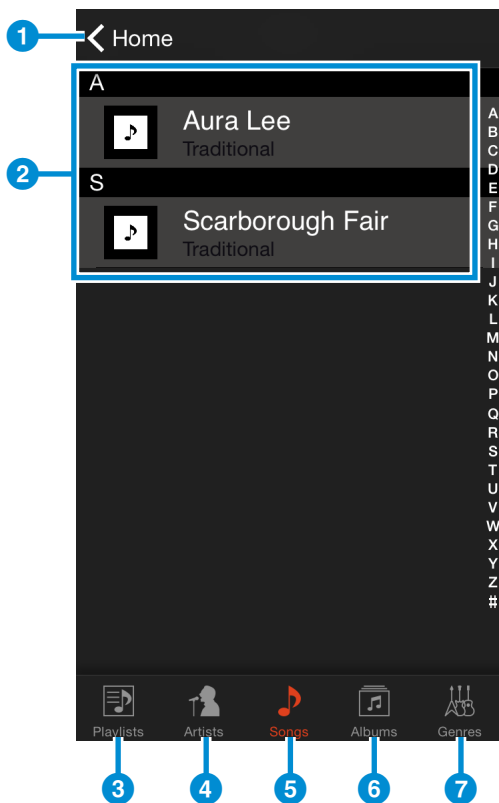 1
Home
A
Aura Lee
Traditional
2
S
Scarborough Fair
Traditional
A
B
C
D
E
F
G
H
I
J
K
L
M
N
O
P
Q
R
S
T
U
V
W
X
Y
Z
#
Playlists Artists Songs Albums Genres
3 4 5 6 7